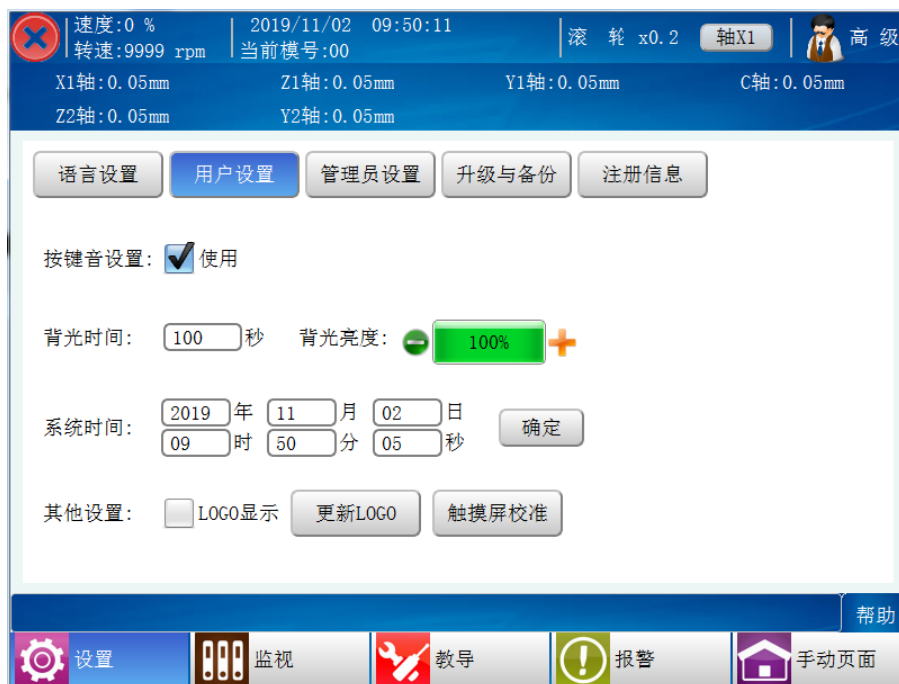 速度:0 % 2019/11/02 09:50:11 滚 轮 x0.2 轴X1 高 级
转速:9999 rpm 当前模号:00
X1轴:0.05mm Z1轴:0.05mm Y1轴:0.05mm C轴:0.05mm
Z2轴:0.05mm Y2轴:0.05mm
语言设置 用户设置 管理员设置 升级与备份 注册信息
按键音设置: 使用
背光时间: 100 秒 背光亮度: 100%
系统时间: 2019 年 11 月 02 日 确定
09 时 50 分 05 秒
其他设置: LOGO显示 更新LOGO 触摸屏校准
帮助
设置 监视 教导 报警 手动页面